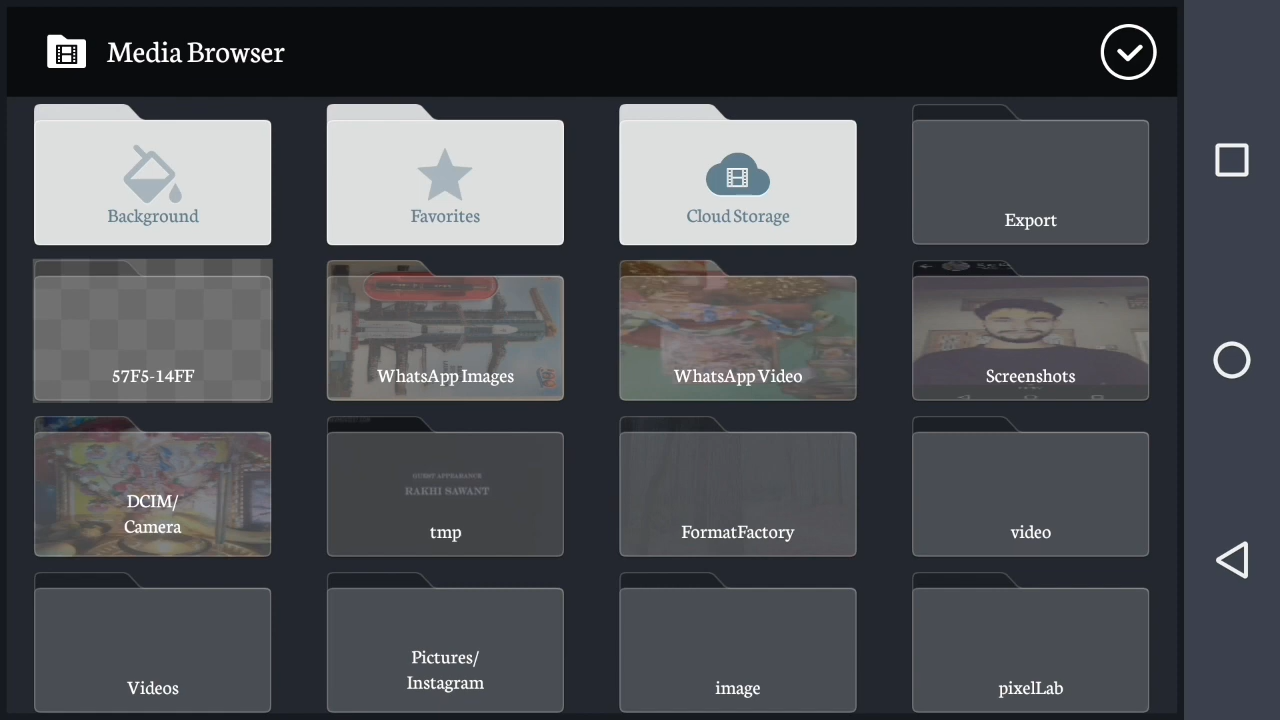 Media Browser
Background
Favorites
Cloud Storage
Export
57F5-14FF
WhatsApp Images
WhatsApp Video
Screenshots
DCIM/
Camera
GUEST APPEARANCE
RAKHI SAWANT
tmp
FormatFactory
video
Videos
Pictures/
Instagram
image
pixelLab